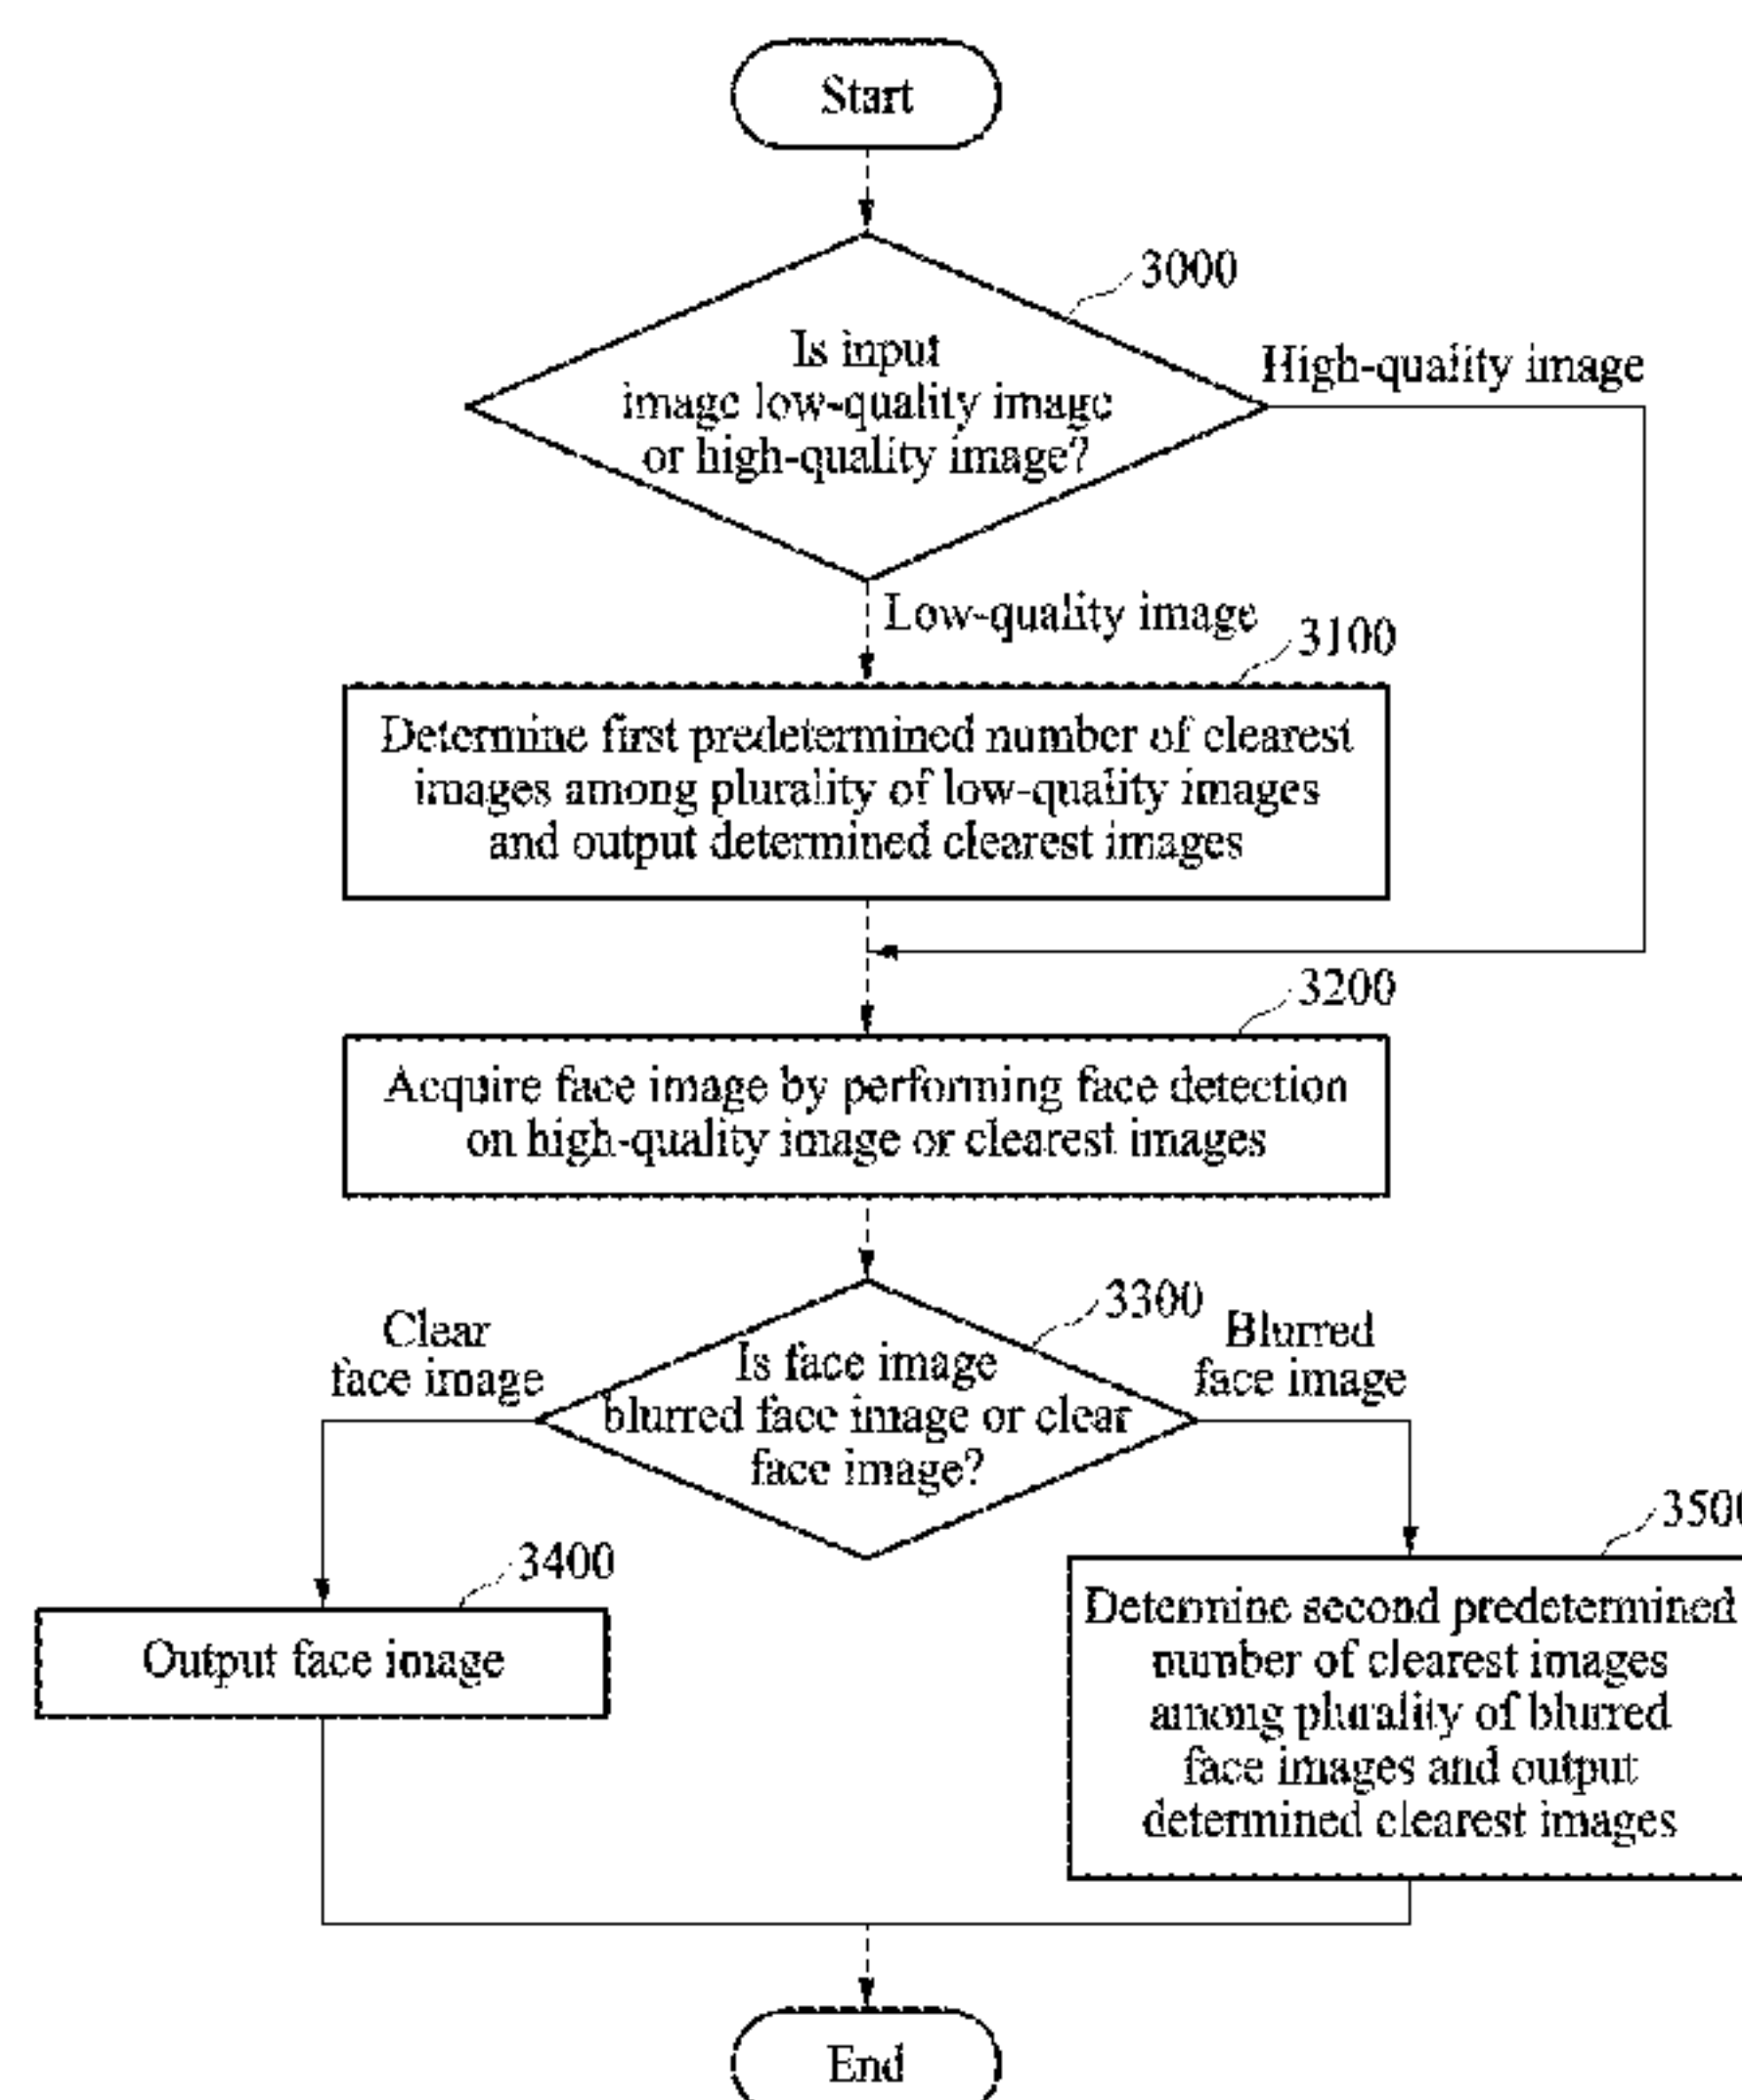 Start
3000
Is input
image low-quality image
or high-quality image?
High-quality image
Low-quality image
3100
Determine first predetermined number of clearest
images among plurality of low-quality images
and output determined clearest images
3200
Acquire face image by performing face detection
on high-quality image or clearest images
3300
Clear
face image
Is face image
blurred face image or clear
face image?
Blurred
face image
3400
Output face image
3500
Determine second predetermined
number of clearest images
among plurality of blurred
face images and output
determined clearest images
End